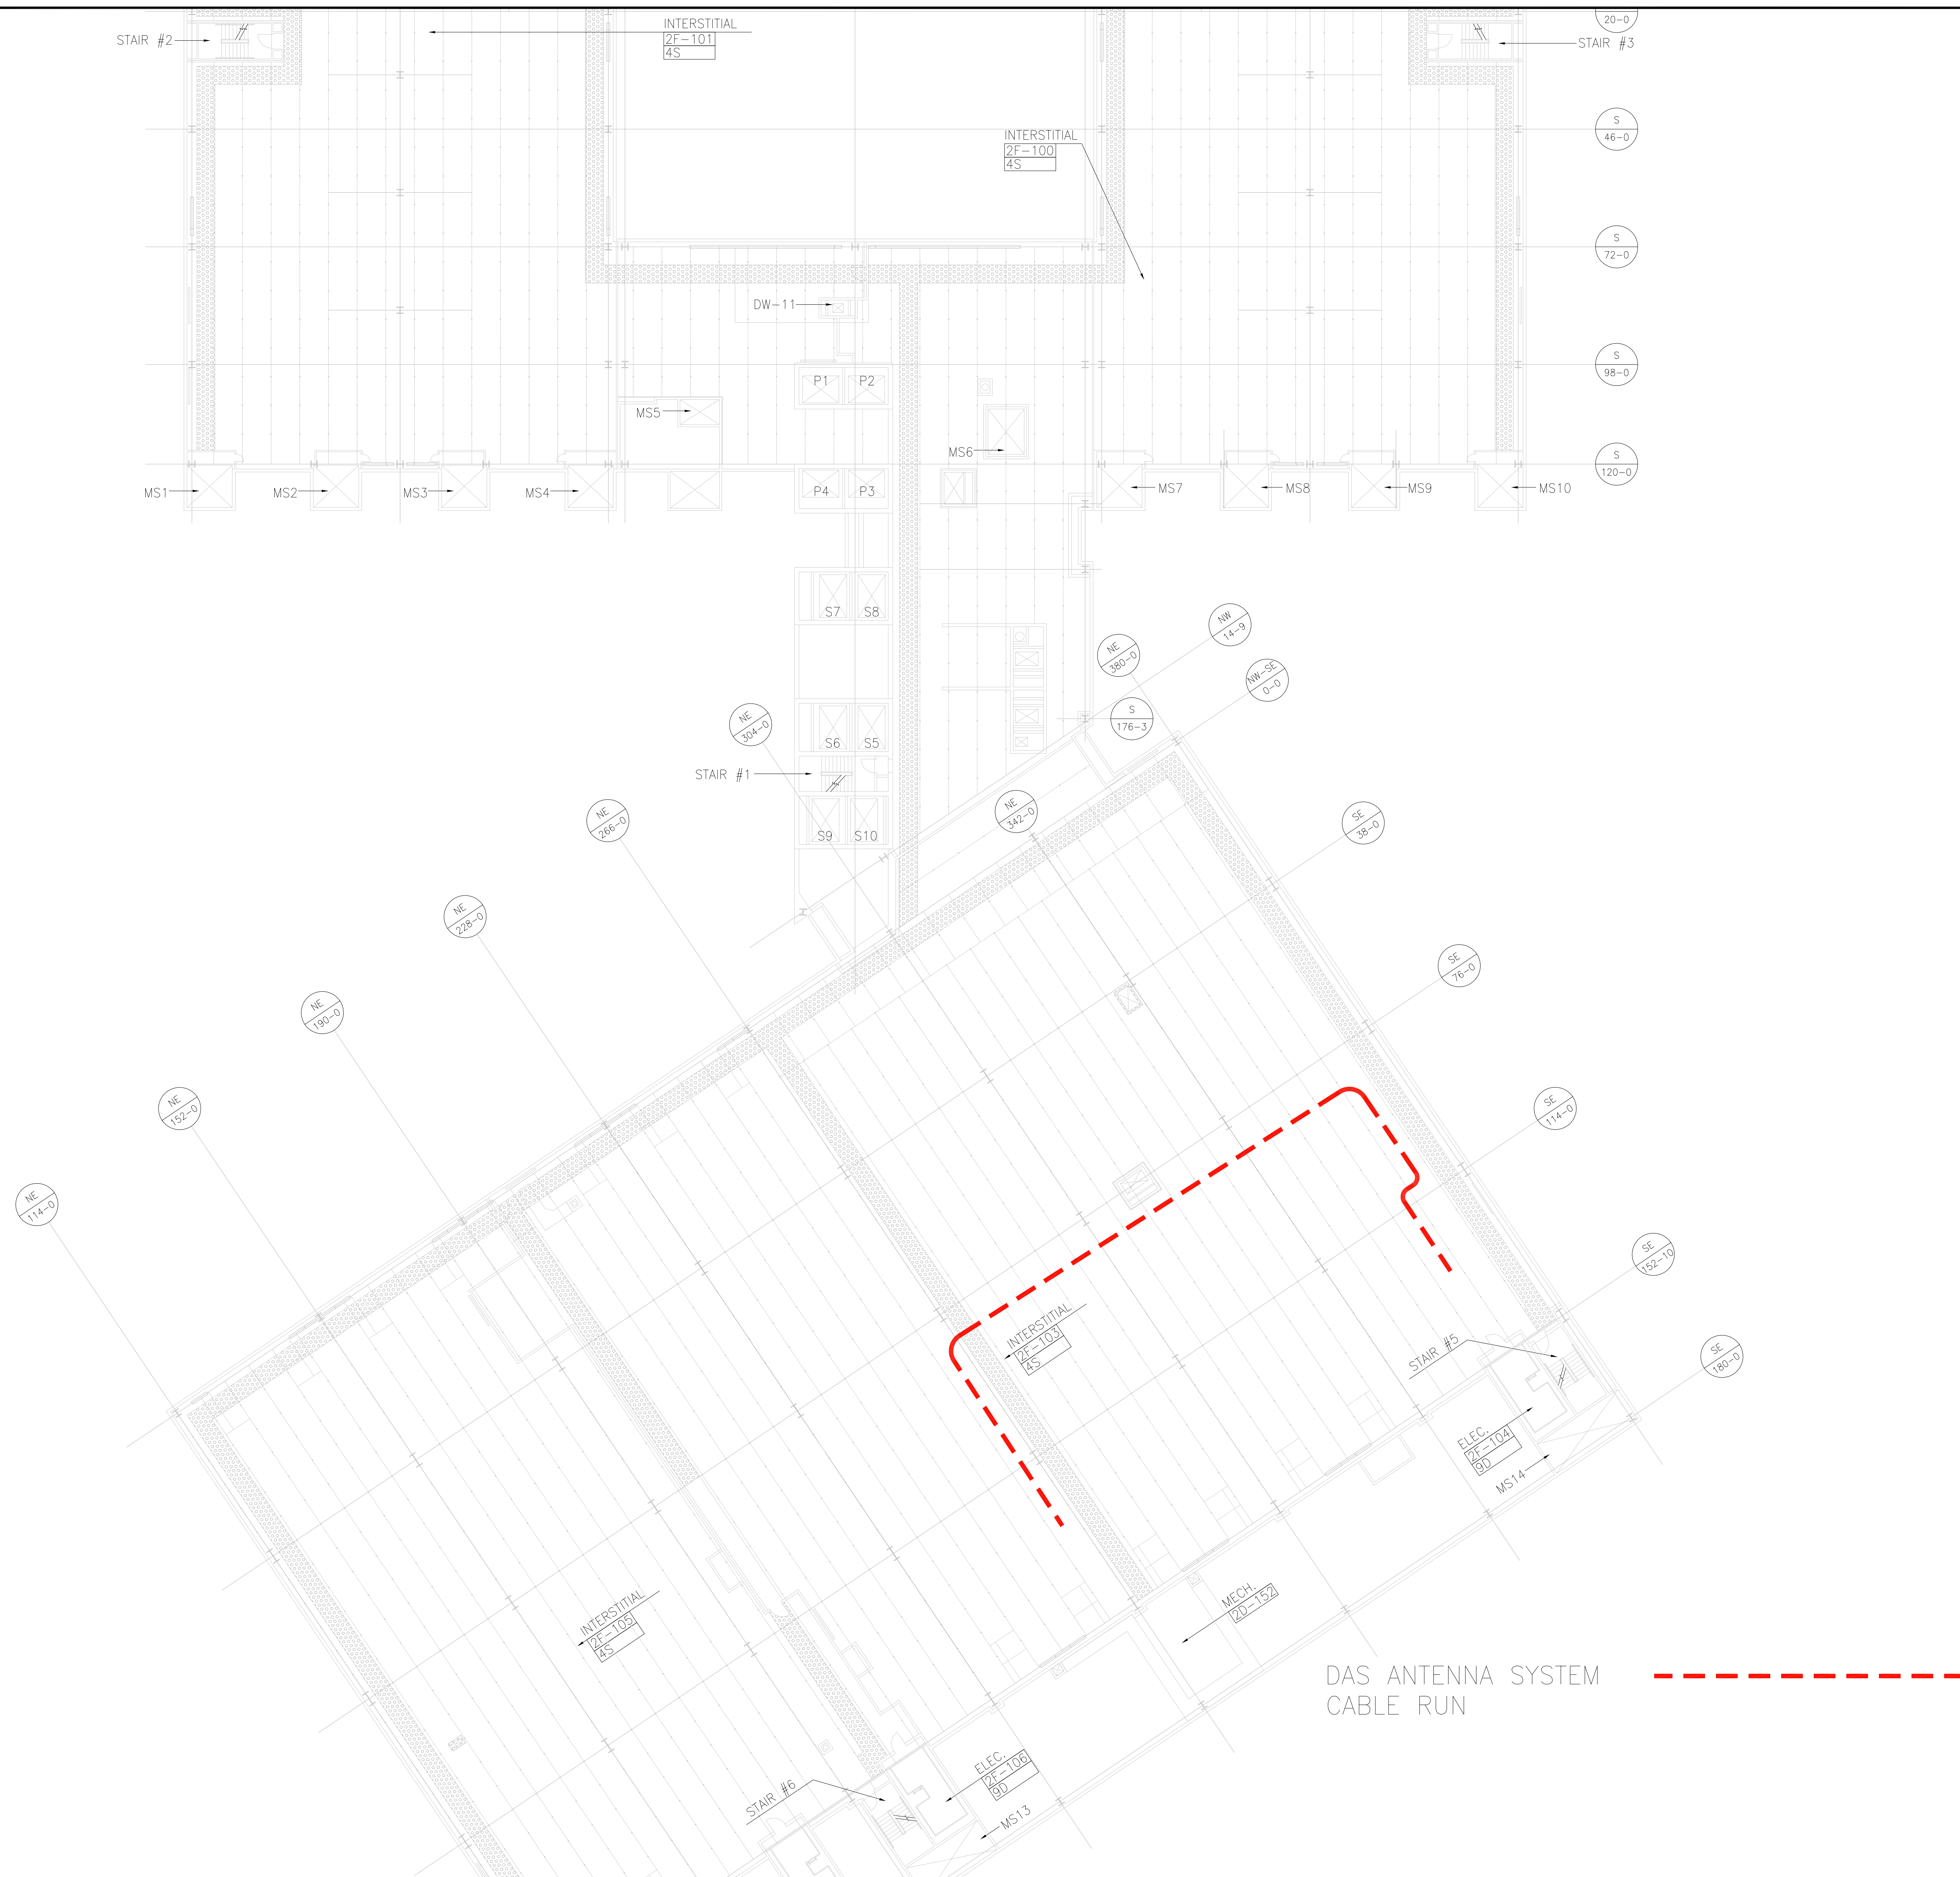 INTERSTITIAL
2F-101
4S
20-0
STAIR #2
STAIR #3
S
46-0
INTERSTITIAL
2F-100
4S
S
72-0
DW-11
S
98-0
P1
P2
MS5
MS6
S
120-0
MS1
MS2
MS3
MS4
P4
P3
MS7
MS8
MS9
MS10
S7
S8
NW
14-9
NE
380-0
NW-SE
0-0
S
176-3
NE
304-0
S6
S5
STAIR #1
NE
266-0
S9
S10
NE
342-0
SE
38-0
NE
228-0
SE
76-0
NE
190-0
NE
152-0
SE
114-0
NE
114-0
SE
152-10
INTERSTITIAL
2F-103
4S
STAIR #5
SE
180-0
ELEC.
2F-104
9D
MS14
MECH.
2D-152
INTERSTITIAL
2F-105
4S
DAS ANTENNA SYSTEM
CABLE RUN
ELEC.
2F-106
9D
STAIR #6
MS13